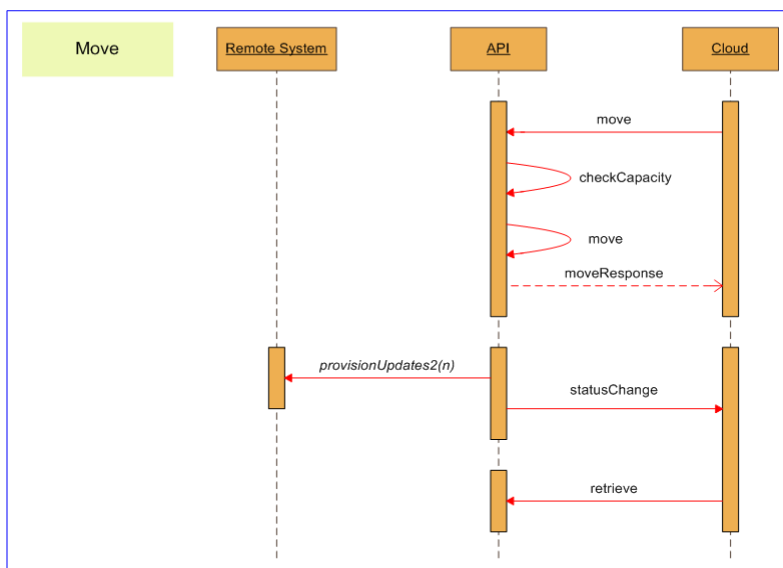 Move
Remote System
API
Cloud
move
checkCapacity
move
moveResponse
provisionUpdates2(n)
statusChange
retrieve